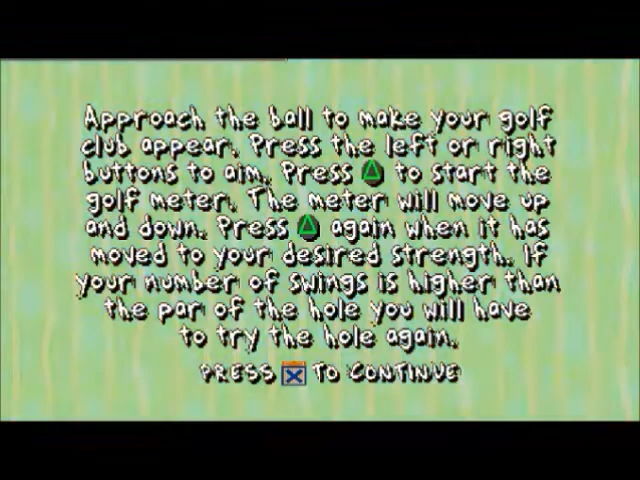 Approach the ball to make your golf
club appear. Press the left or right
buttons to aim. Press △ to start the
golf meter. The meter will move up
and down. Press △ again when it has
moved to your desired strength. If
your number of swings is higher than
the par of the hole you will have
to try the hole again.
PRESS X TO CONTINUE